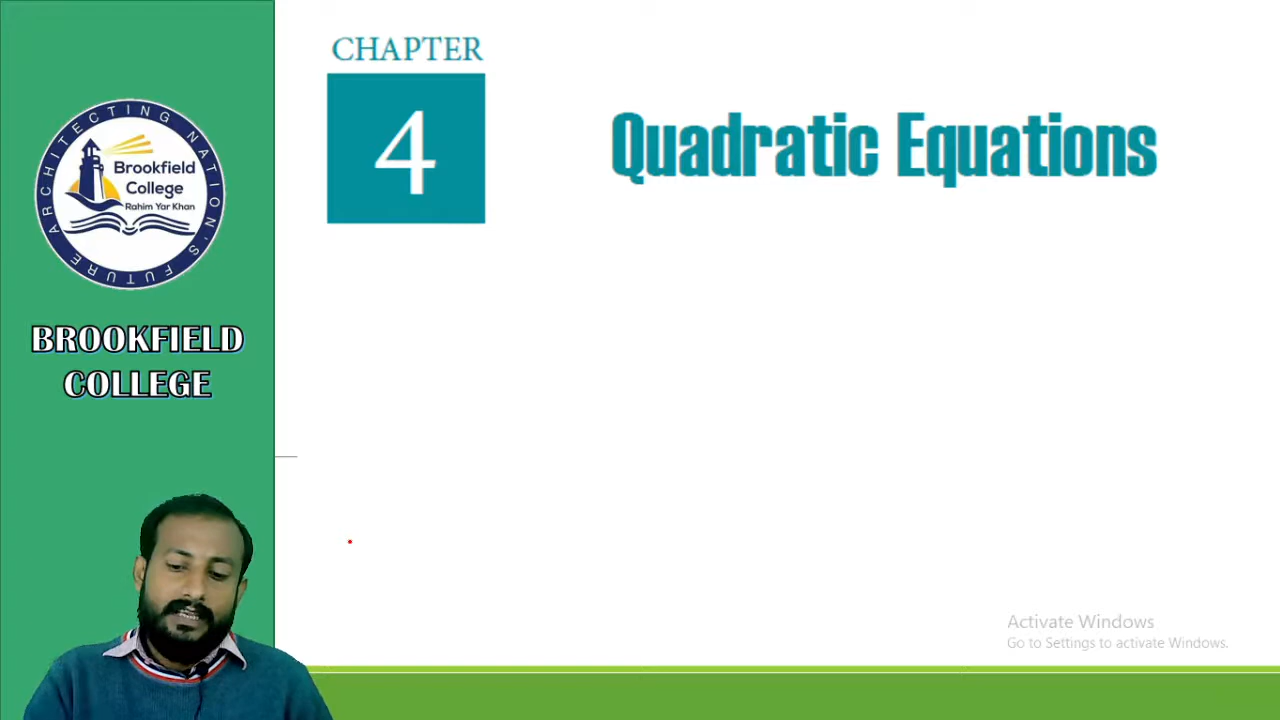 CHAPTER
4
Quadratic Equations
ARCHITECTING NATION'S FUTURE
Brookfield
College
Rahim Yar Khan
BROOKFIELD
COLLEGE
Activate Windows
Go to Settings to activate Windows.